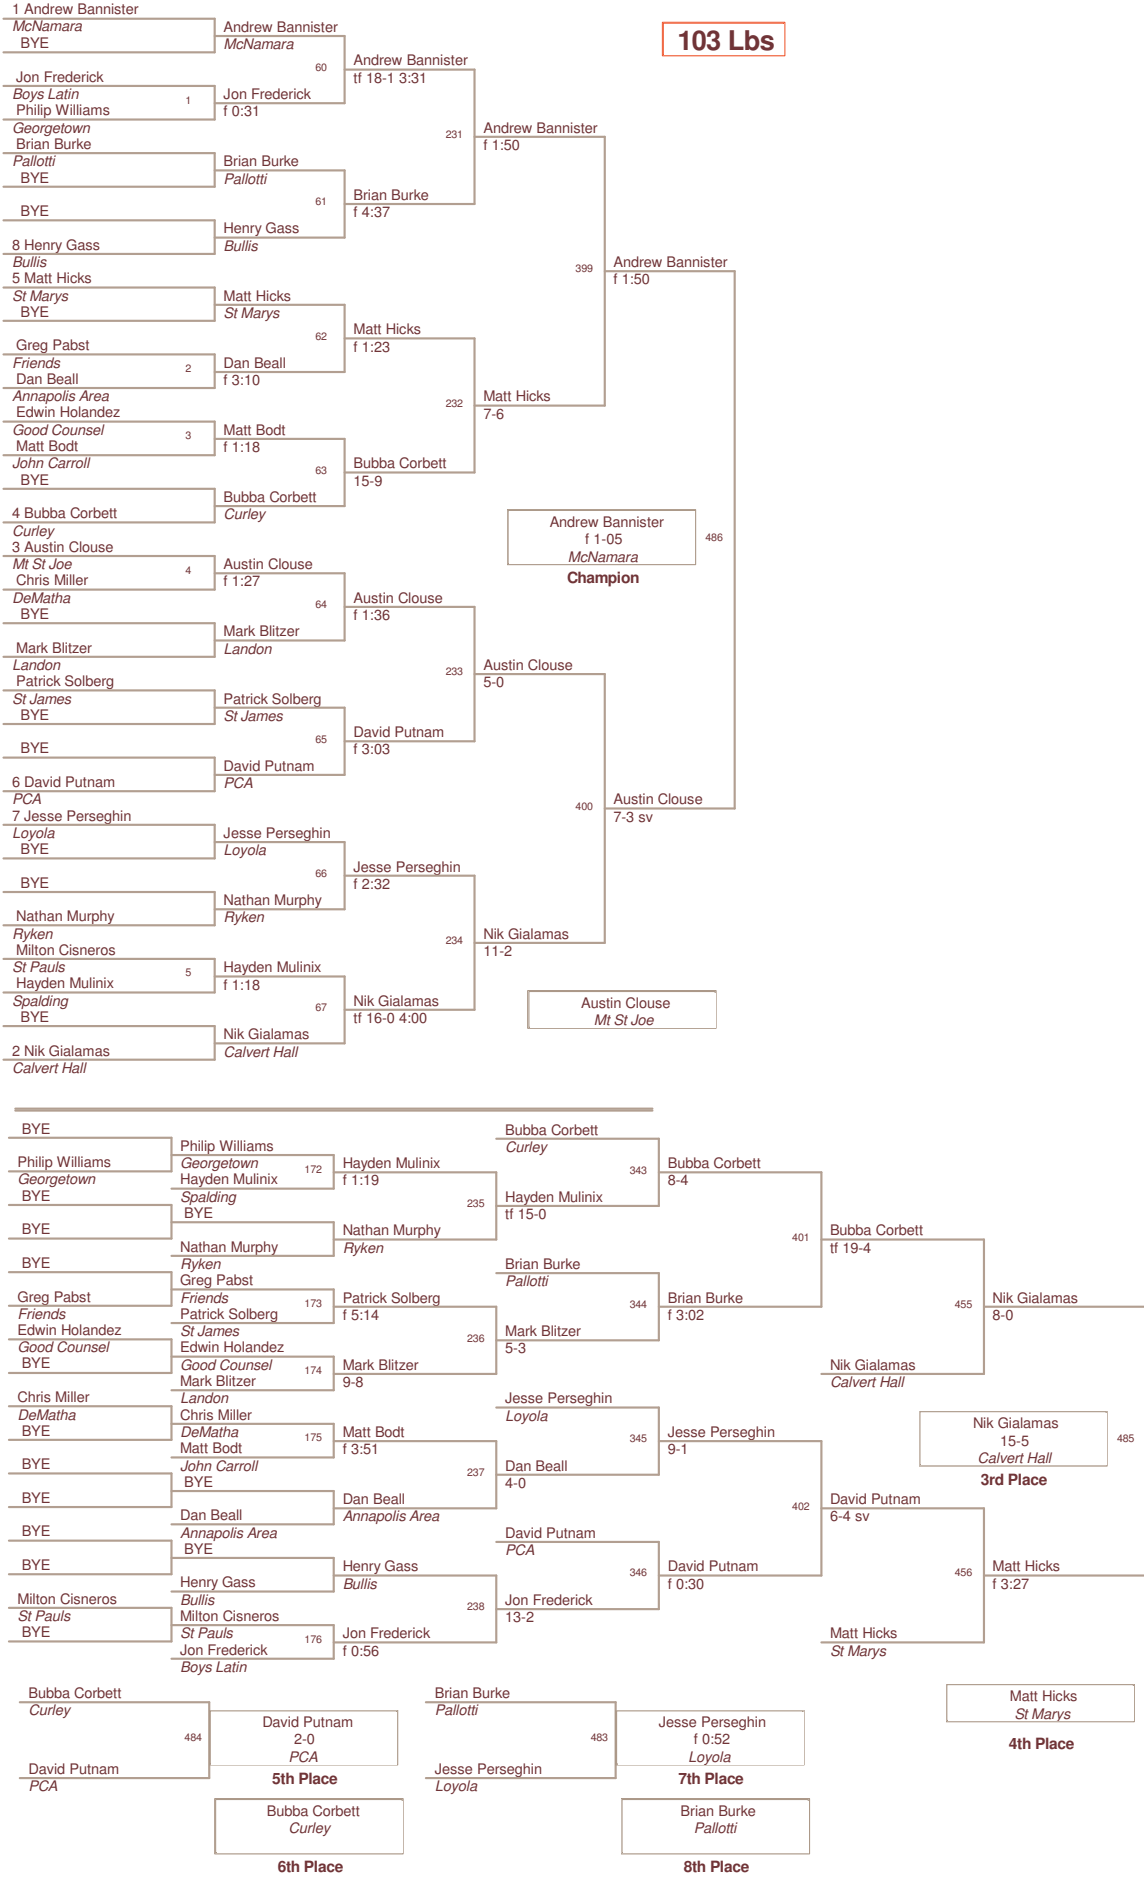 103 Lbs
1 Andrew Bannister
McNamara
BYE
Jon Frederick
Boys Latin
Philip Williams
Georgetown
Brian Burke
Pallotti
BYE
BYE
8 Henry Gass
Bullis
5 Matt Hicks
St Marys
BYE
Greg Pabst
Friends
Dan Beall
Annapolis Area
Edwin Holandez
Good Counsel
Matt Bodt
John Carroll
BYE
4 Bubba Corbett
Curley
3 Austin Clouse
Mt St Joe
Chris Miller
DeMatha
BYE
Mark Blitzer
Landon
Patrick Solberg
St James
BYE
BYE
6 David Putnam
PCA
7 Jesse Perseghin
Loyola
BYE
BYE
Nathan Murphy
Ryken
Milton Cisneros
St Pauls
Hayden Mulinix
Spalding
BYE
2 Nik Gialamas
Calvert Hall
1
2
3
4
5
Andrew Bannister
McNamara
Jon Frederick
f 0:31
Brian Burke
Pallotti
Henry Gass
Bullis
Matt Hicks
St Marys
Dan Beall
f 3:10
Matt Bodt
f 1:18
Bubba Corbett
Curley
Austin Clouse
f 1:27
Mark Blitzer
Landon
Patrick Solberg
St James
David Putnam
PCA
Jesse Perseghin
Loyola
Nathan Murphy
Ryken
Hayden Mulinix
f 1:18
Nik Gialamas
Calvert Hall
60
61
62
63
64
65
66
67
Andrew Bannister
tf 18-1 3:31
Brian Burke
f 4:37
Matt Hicks
f 1:23
Bubba Corbett
15-9
Austin Clouse
f 1:36
David Putnam
f 3:03
Jesse Perseghin
f 2:32
Nik Gialamas
tf 16-0 4:00
231
232
233
234
Andrew Bannister
f 1:50
Matt Hicks
7-6
Austin Clouse
5-0
Nik Gialamas
11-2
399
400
Andrew Bannister
f 1:50
Austin Clouse
7-3 sv
Andrew Bannister
f 1-05
McNamara
486
Champion
Austin Clouse
Mt St Joe
BYE
Philip Williams
Georgetown
BYE
BYE
BYE
Greg Pabst
Friends
Edwin Holandez
Good Counsel
BYE
Chris Miller
DeMatha
BYE
BYE
BYE
BYE
BYE
Milton Cisneros
St Pauls
BYE
Philip Williams
Georgetown
Hayden Mulinix
Spalding
BYE
Nathan Murphy
Ryken
Greg Pabst
Friends
Patrick Solberg
St James
Edwin Holandez
Good Counsel
Mark Blitzer
Landon
Chris Miller
DeMatha
Matt Bodt
John Carroll
BYE
Dan Beall
Annapolis Area
BYE
Henry Gass
Bullis
Milton Cisneros
St Pauls
Jon Frederick
Boys Latin
172
173
174
175
176
Hayden Mulinix
f 1:19
Nathan Murphy
Ryken
Patrick Solberg
f 5:14
Mark Blitzer
9-8
Matt Bodt
f 3:51
Dan Beall
Annapolis Area
Henry Gass
Bullis
Jon Frederick
f 0:56
235
236
237
238
Bubba Corbett
Curley
Hayden Mulinix
tf 15-0
Brian Burke
Pallotti
Mark Blitzer
5-3
Jesse Perseghin
Loyola
Dan Beall
4-0
David Putnam
PCA
Jon Frederick
13-2
343
344
345
346
Bubba Corbett
8-4
Brian Burke
f 3:02
Jesse Perseghin
9-1
David Putnam
f 0:30
401
402
Bubba Corbett
tf 19-4
Nik Gialamas
Calvert Hall
David Putnam
6-4 sv
Matt Hicks
St Marys
455
456
Nik Gialamas
8-0
Matt Hicks
f 3:27
Nik Gialamas
15-5
Calvert Hall
485
3rd Place
Matt Hicks
St Marys
4th Place
Bubba Corbett
Curley
484
David Putnam
PCA
David Putnam
2-0
PCA
5th Place
Bubba Corbett
Curley
6th Place
Brian Burke
Pallotti
483
Jesse Perseghin
Loyola
Jesse Perseghin
f 0:52
Loyola
7th Place
Brian Burke
Pallotti
8th Place